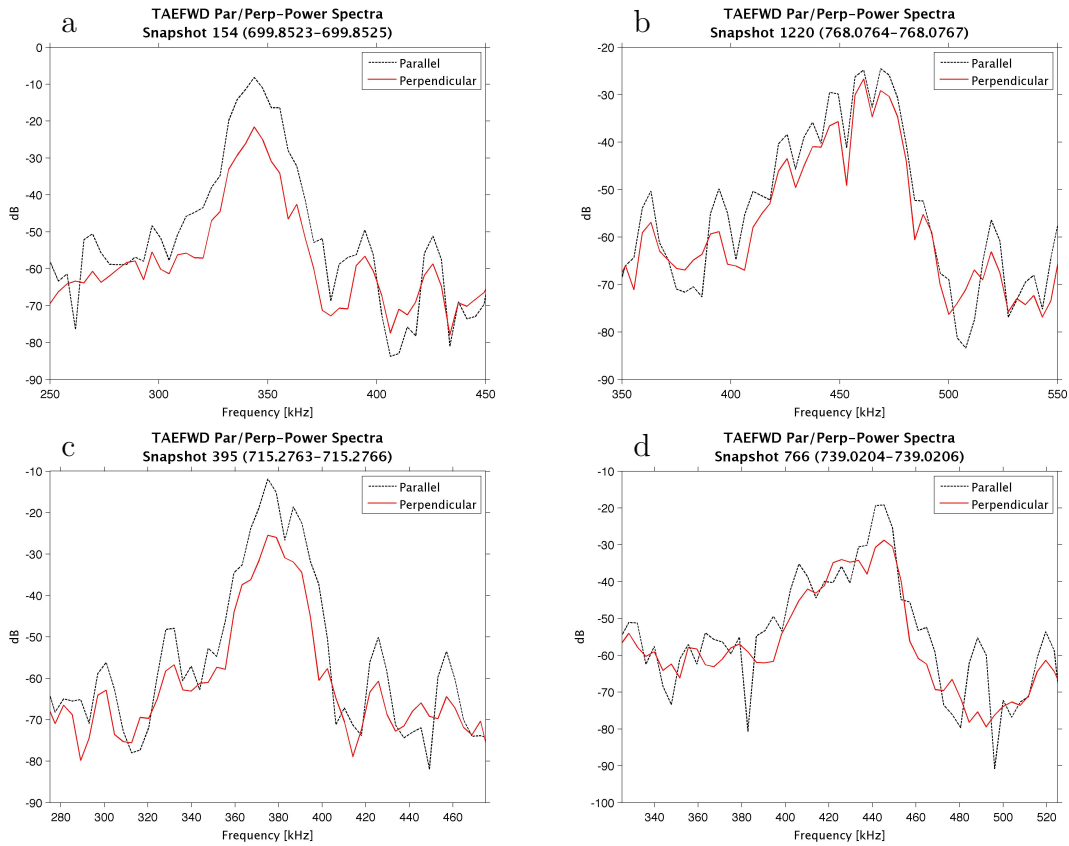 a
TAEFWD Par/Perp-Power Spectra
Snapshot 154 (699.8523-699.8525)
Parallel
Perpendicular
dB
0
-10
-20
-30
-40
-50
-60
-70
-80
-90
250 300 350 400 450
Frequency [kHz]
b
TAEFWD Par/Perp-Power Spectra
Snapshot 1220 (768.0764-768.0767)
Parallel
Perpendicular
dB
-20
-30
-40
-50
-60
-70
-80
-90
350 400 450 500 550
Frequency [kHz]
c
TAEFWD Par/Perp-Power Spectra
Snapshot 395 (715.2763-715.2766)
Parallel
Perpendicular
dB
-10
-20
-30
-40
-50
-60
-70
-80
-90
280 300 320 340 360 380 400 420 440 460
Frequency [kHz]
d
TAEFWD Par/Perp-Power Spectra
Snapshot 766 (739.0204-739.0206)
Parallel
Perpendicular
dB
-10
-20
-30
-40
-50
-60
-70
-80
-90
-100
340 360 380 400 420 440 460 480 500 520
Frequency [kHz]